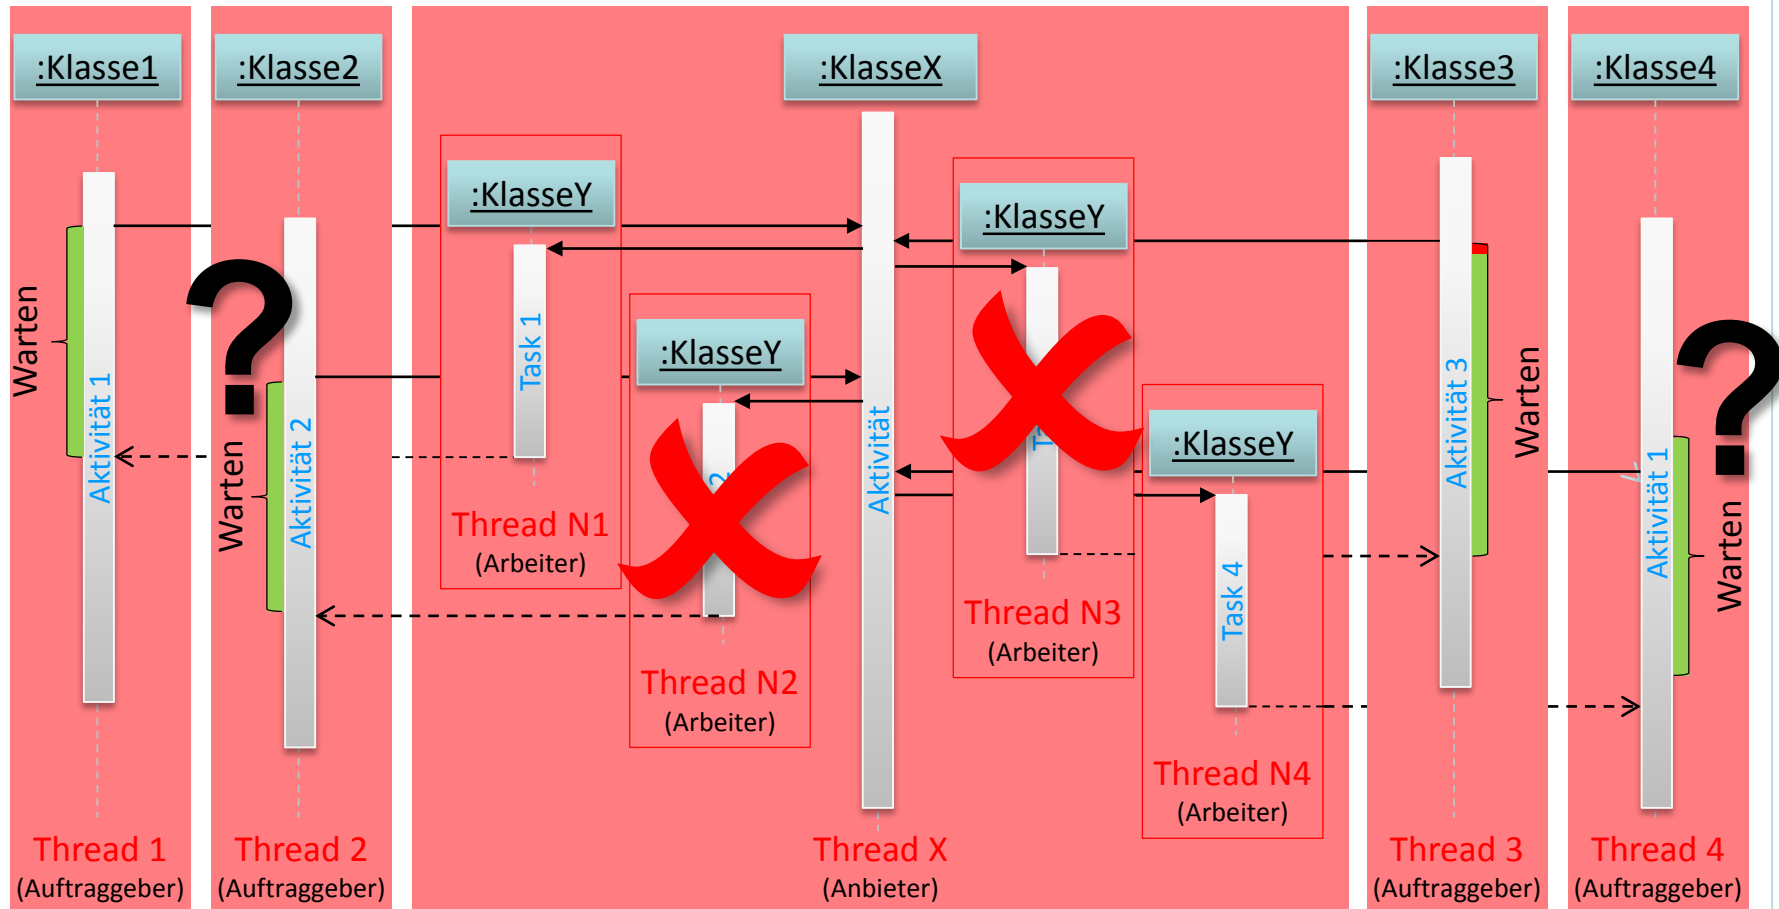 :Klasse1
:Klasse2
:KlasseX
:Klasse3
:Klasse4
:KlasseY
:KlasseY
:KlasseY
:KlasseY
Warten
Aktivität 1
?
Warten
Aktivität 2
Task 1
2
Aktivität
Task 4
Aktivität 3
Warten
Aktivität 1
?
Warten
Thread N1
(Arbeiter)
Thread N2
(Arbeiter)
Thread N3
(Arbeiter)
Thread N4
(Arbeiter)
Thread 1
(Auftraggeber)
Thread 2
(Auftraggeber)
Thread X
(Anbieter)
Thread 3
(Auftraggeber)
Thread 4
(Auftraggeber)